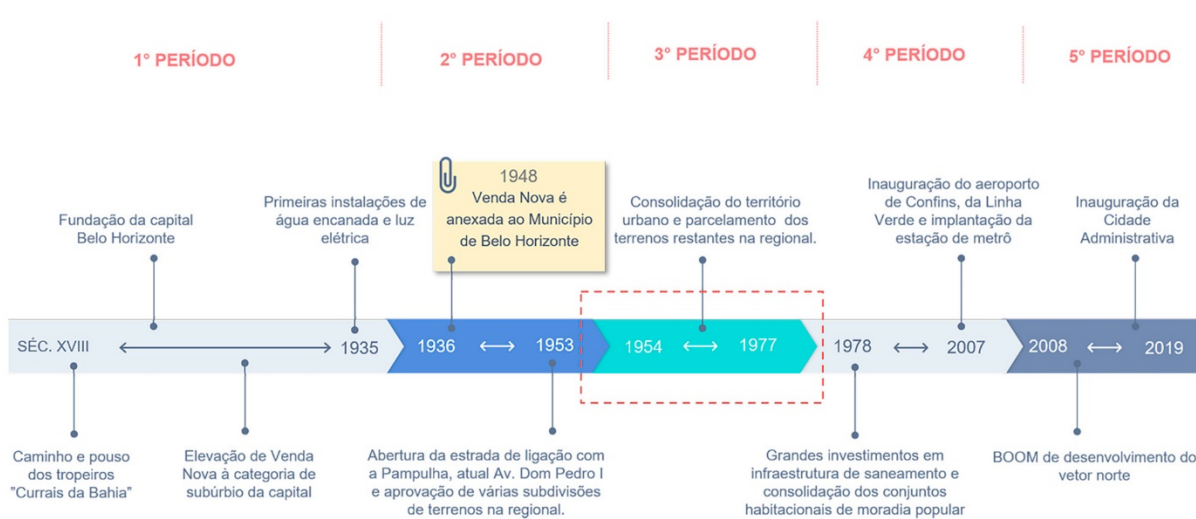 1° PERÍODO
2° PERÍODO
3° PERÍODO
4° PERÍODO
5° PERÍODO
Fundação da capital
Belo Horizonte
Primeiras instalações de
água encanada e luz
elétrica
1948
Venda Nova é
anexada ao Município
de Belo Horizonte
Consolidação do território
urbano e parcelamento dos
terrenos restantes na regional.
Inauguração do aeroporto
de Confins, da Linha
Verde e implantação da
estação de metrô
Inauguração da
Cidade
Administrativa
SÉC. XVIII
1935
1936
1953
1954
1977
1978
2007
2008
2019
Caminho e pouso
dos tropeiros
"Currais da Bahia"
Elevação de Venda
Nova à categoria de
subúrbio da capital
Abertura da estrada de ligação com
a Pampulha, atual Av. Dom Pedro I
e aprovação de várias subdivisões
de terrenos na regional.
Grandes investimentos em
infraestrutura de saneamento e
consolidação dos conjuntos
habitacionais de moradia popular
BOOM de desenvolvimento do
vetor norte